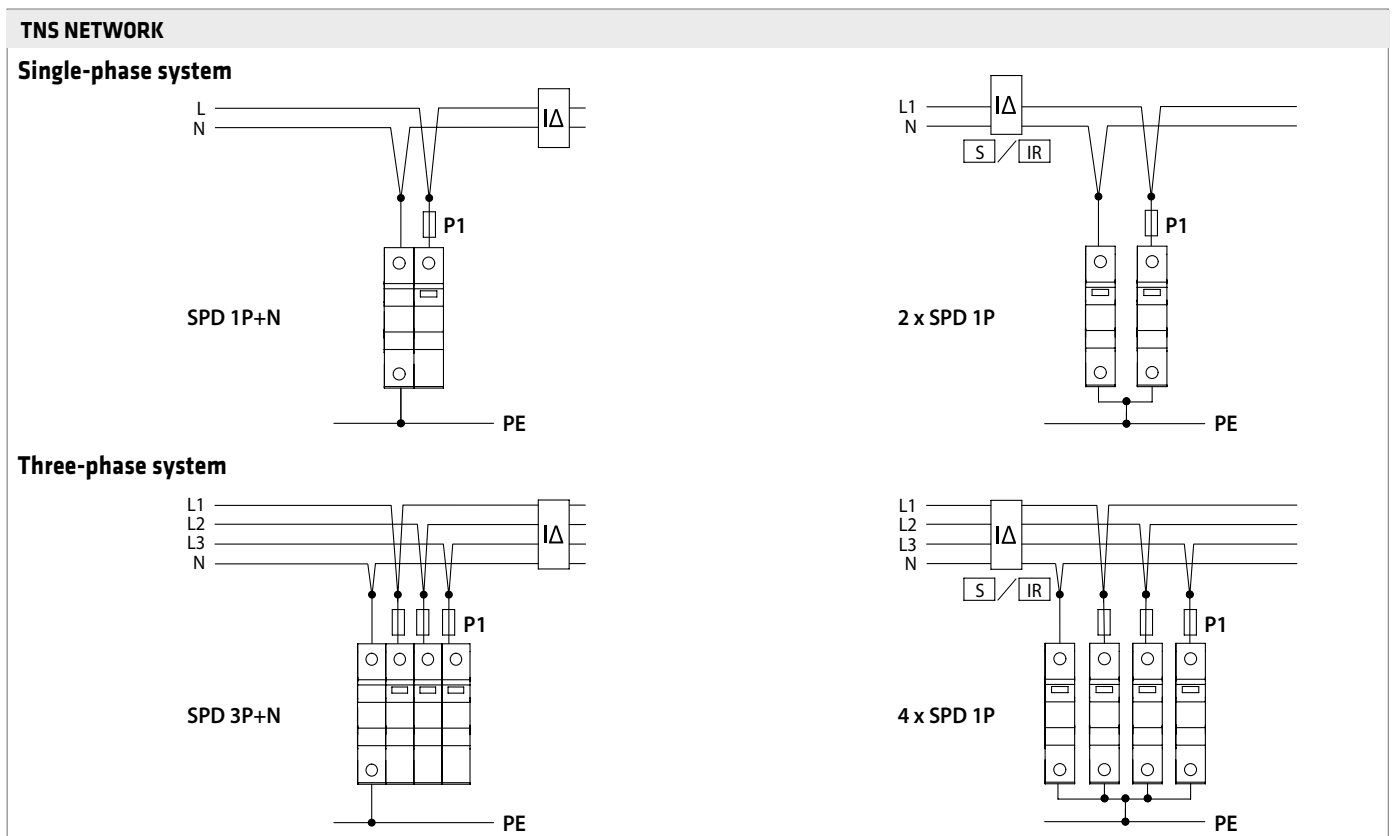 TNS NETWORK
Single-phase system
L
N
IΔ
P1
SPD 1P+N
PE
L1
N
IΔ
S / IR
P1
2 x SPD 1P
PE
Three-phase system
L1
L2
L3
N
IΔ
P1
SPD 3P+N
PE
L1
L2
L3
N
IΔ
S / IR
P1
4 x SPD 1P
PE